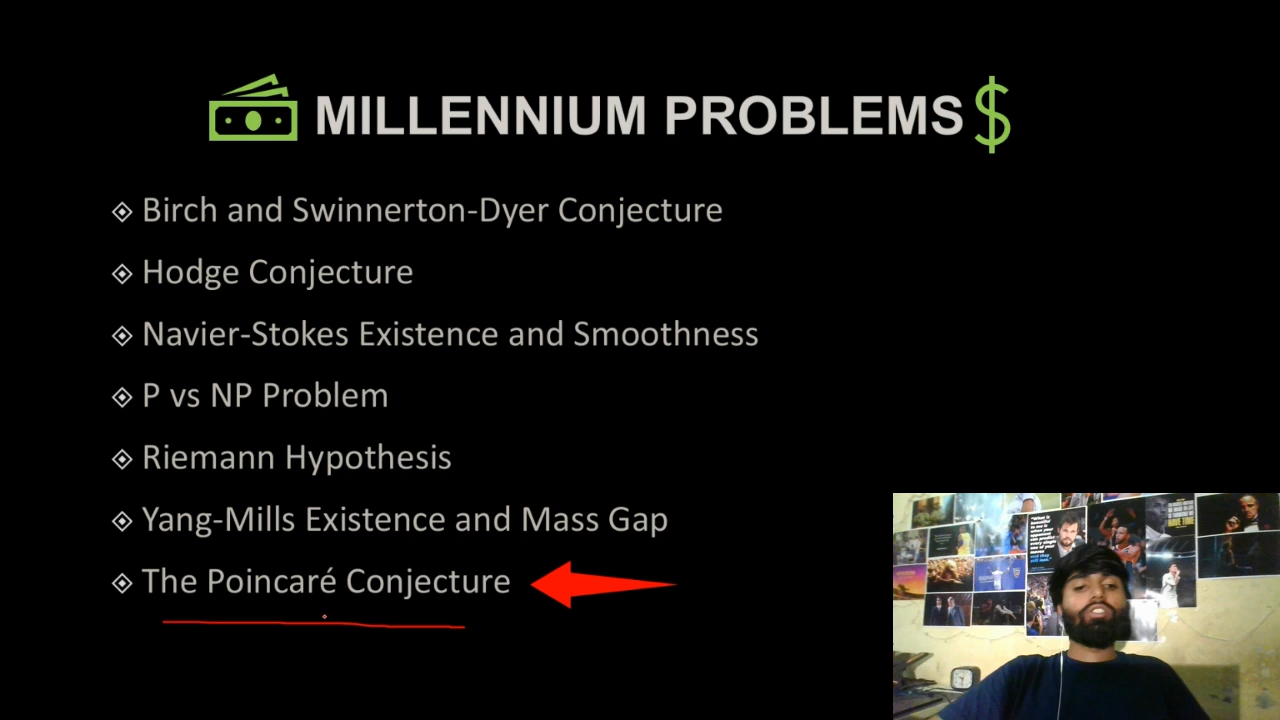 MILLENNIUM PROBLEMS $
Birch and Swinnerton-Dyer Conjecture
Hodge Conjecture
Navier-Stokes Existence and Smoothness
P vs NP Problem
Riemann Hypothesis
Yang-Mills Existence and Mass Gap
The Poincaré Conjecture